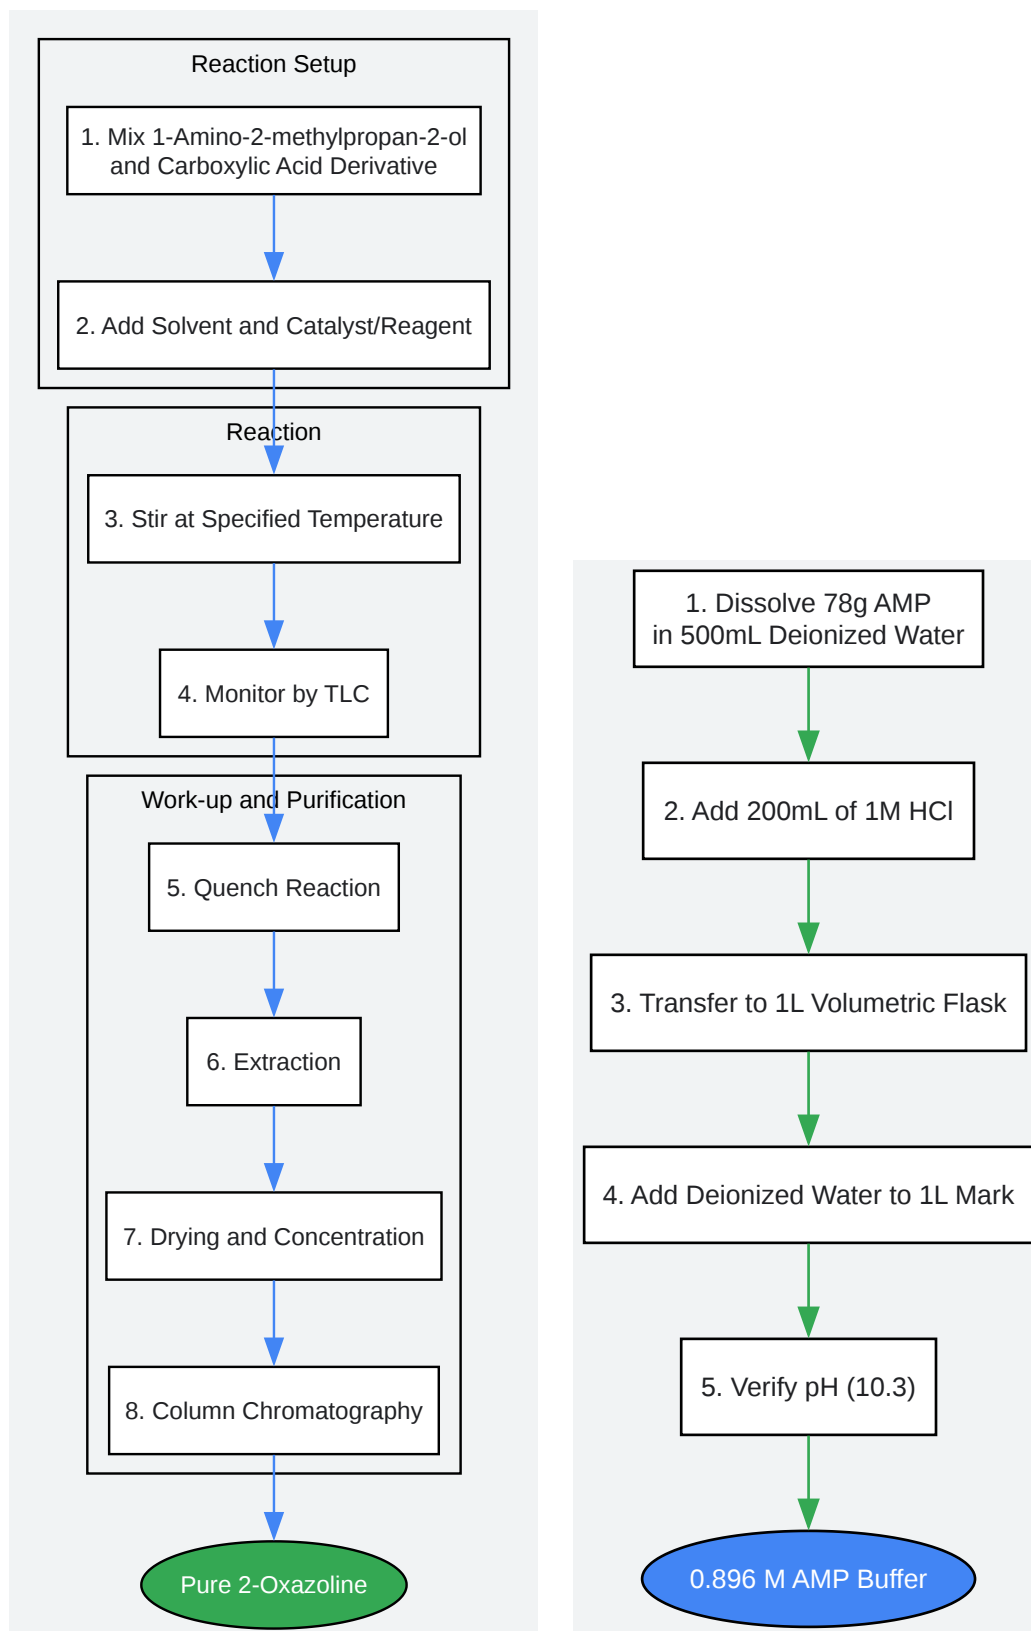 Reaction Setup
1. Mix 1-Amino-2-methylpropan-2-ol
and Carboxylic Acid Derivative
2. Add Solvent and Catalyst/Reagent
Reaction
3. Stir at Specified Temperature
4. Monitor by TLC
Work-up and Purification
5. Quench Reaction
6. Extraction
7. Drying and Concentration
8. Column Chromatography
Pure 2-Oxazoline
1. Dissolve 78g AMP
in 500mL Deionized Water
2. Add 200mL of 1M HCl
3. Transfer to 1L Volumetric Flask
4. Add Deionized Water to 1L Mark
5. Verify pH (10.3)
0.896 M AMP Buffer